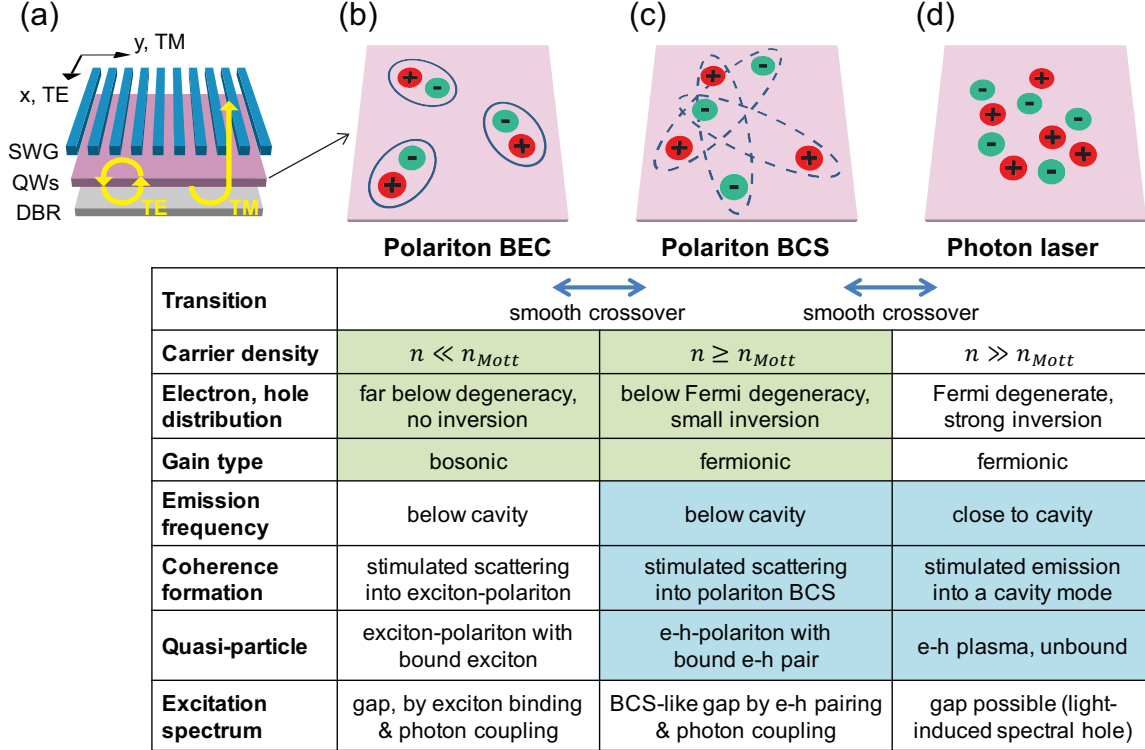 (a)
y, TM
x, TE
SWG
QWs
DBR
TE
TM
(b)
+
-
-
+
-
+
Polariton BEC
(c)
+
-
-
+
+
-
Polariton BCS
(d)
-
+
-
+
-
+
-
+
+
-
Photon laser
Transition
smooth crossover
smooth crossover
Carrier density
n ≪ n_Mott
n ≥ n_Mott
n ≫ n_Mott
Electron, hole
distribution
far below degeneracy,
no inversion
below Fermi degeneracy,
small inversion
Fermi degenerate,
strong inversion
Gain type
bosonic
fermionic
fermionic
Emission
frequency
below cavity
below cavity
close to cavity
Coherence
formation
stimulated scattering
into exciton-polariton
stimulated scattering
into polariton BCS
stimulated emission
into a cavity mode
Quasi-particle
exciton-polariton with
bound exciton
e-h-polariton with
bound e-h pair
e-h plasma, unbound
Excitation
spectrum
gap, by exciton binding
& photon coupling
BCS-like gap by e-h pairing
& photon coupling
gap possible (light-
induced spectral hole)